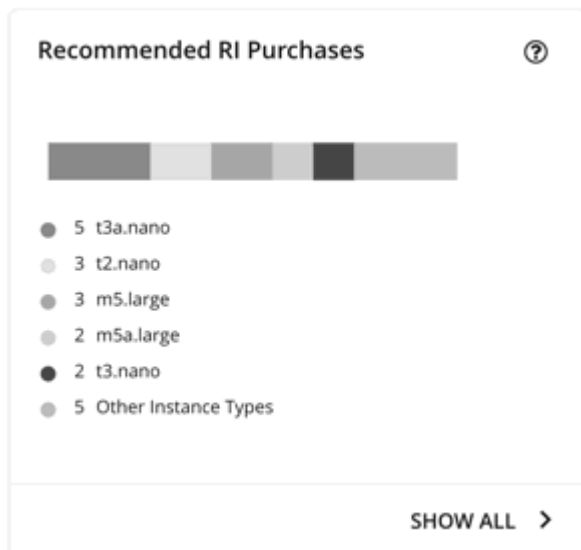 Recommended RI Purchases
5 t3a.nano
3 t2.nano
3 m5.large
2 m5a.large
2 t3.nano
5 Other Instance Types
SHOW ALL